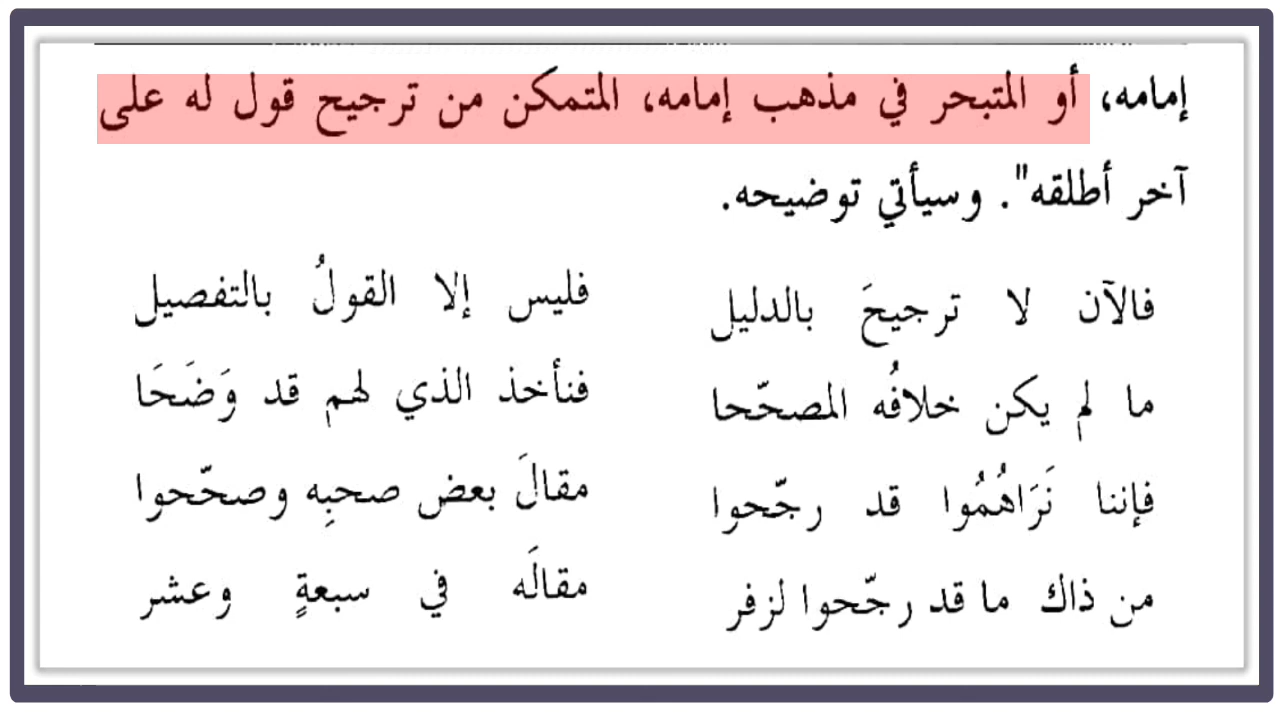 إمامه، أو المتبحر في مذهب إمامه، المتمكن من ترجيح قول له على
آخر أطلقه". وسيأتي توضيحه.
فالآن لا ترجيحَ بالدليل فليس إلا القولُ بالتفصيل
ما لم يكن خلافُه المصحّحا فنأخذ الذي لهم قد وَضَحَا
فإننا نَرَاهُمُوا قد رجّحوا مقالَ بعض صحبِه وصحّحوا
من ذاك ما قد رجّحوا لزفر مقالَه في سبعةٍ وعشر